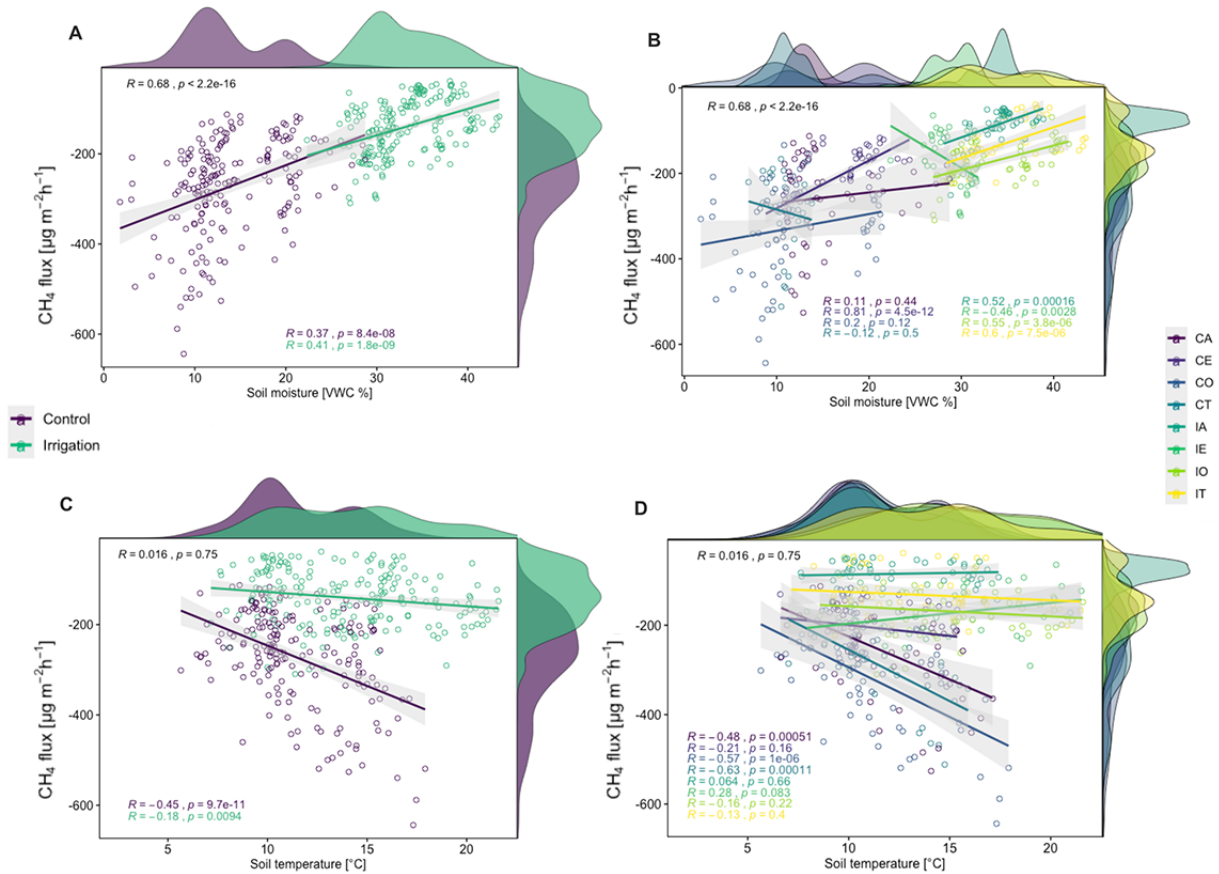 A
R = 0.68 , p < 2.2e-16
CH4 flux [µg m−2h−1]
-200
-400
-600
R = 0.37 , p = 8.4e-08
R = 0.41 , p = 1.8e-09
0
10
20
30
40
Soil moisture [VWC %]
B
R = 0.68 , p < 2.2e-16
CH4 flux [µg m−2h−1]
0
-200
-400
-600
R = 0.11 , p = 0.44
R = 0.81 , p = 4.5e-12
R = 0.2 , p = 0.12
R = −0.12 , p = 0.5
R = 0.52 , p = 0.00016
R = −0.46 , p = 0.0028
R = 0.55 , p = 3.8e-06
R = 0.6 , p = 7.5e-06
0
10
20
30
40
Soil moisture [VWC %]
a Control
a Irrigation
a CA
a CE
a CO
a CT
a IA
a IE
a IO
a IT
C
R = 0.016 , p = 0.75
CH4 flux [µg m−2h−1]
-200
-400
-600
R = −0.45 , p = 9.7e-11
R = −0.18 , p = 0.0094
5
10
15
20
Soil temperature [°C]
D
R = 0.016 , p = 0.75
CH4 flux [µg m−2h−1]
-200
-400
-600
R = −0.48 , p = 0.00051
R = −0.21 , p = 0.16
R = −0.57 , p = 1e-06
R = −0.63 , p = 0.00011
R = 0.064 , p = 0.66
R = 0.28 , p = 0.083
R = −0.16 , p = 0.22
R = −0.13 , p = 0.4
5
10
15
20
Soil temperature [°C]